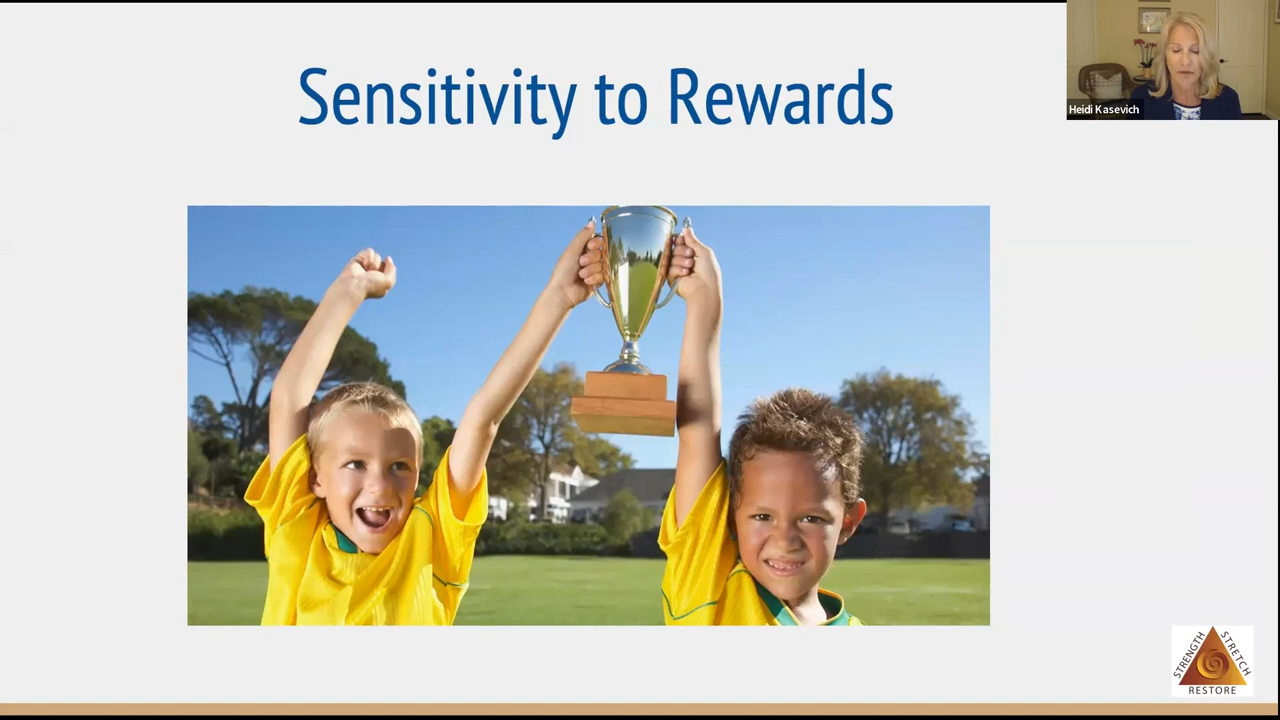 Sensitivity to Rewards
Heidi Kasevich
STRENGTH
STRETCH
RESTORE